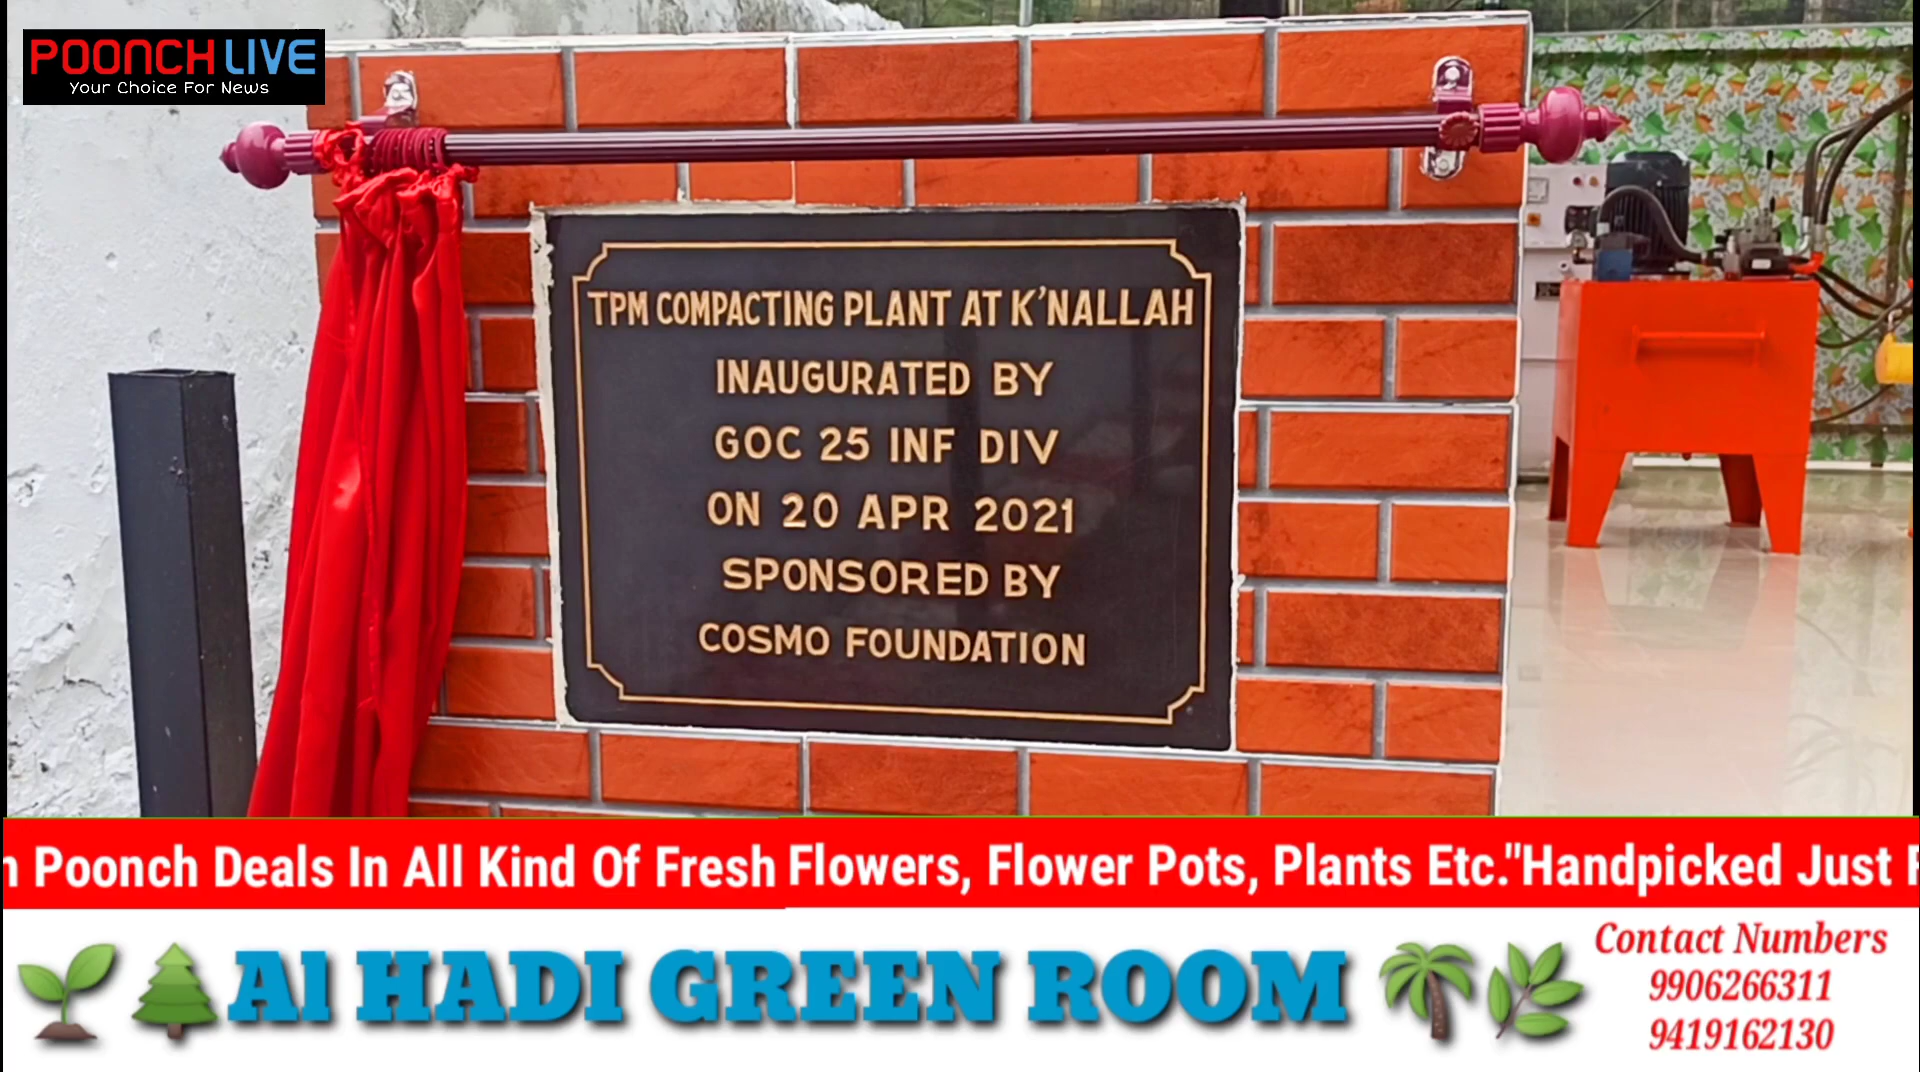 POONCH LIVE
Your Choice For News
TPM COMPACTING PLANT AT K'NALLAH
INAUGURATED BY
GOC 25 INF DIV
ON 20 APR 2021
SPONSORED BY
COSMO FOUNDATION
Poonch Deals In All Kind Of Fresh Flowers, Flower Pots, Plants Etc."Handpicked Just
Al HADI GREEN ROOM
Contact Numbers
9906266311
9419162130